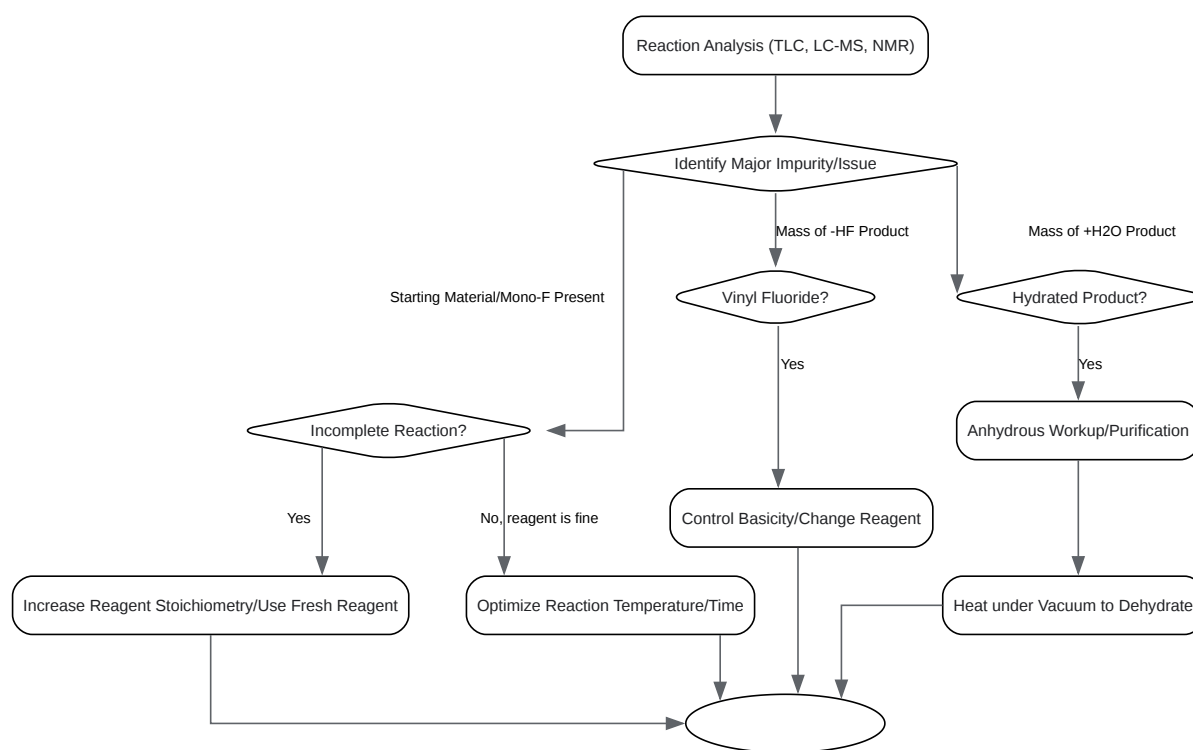 Reaction Analysis (TLC, LC-MS, NMR)
Identify Major Impurity/Issue
Mass of -HF Product
Mass of +H2O Product
Starting Material/Mono-F Present
Vinyl Fluoride?
Hydrated Product?
Yes
Yes
Incomplete Reaction?
Anhydrous Workup/Purification
Yes
No, reagent is fine
Control Basicity/Change Reagent
Increase Reagent Stoichiometry/Use Fresh Reagent
Optimize Reaction Temperature/Time
Heat under Vacuum to Dehydrate